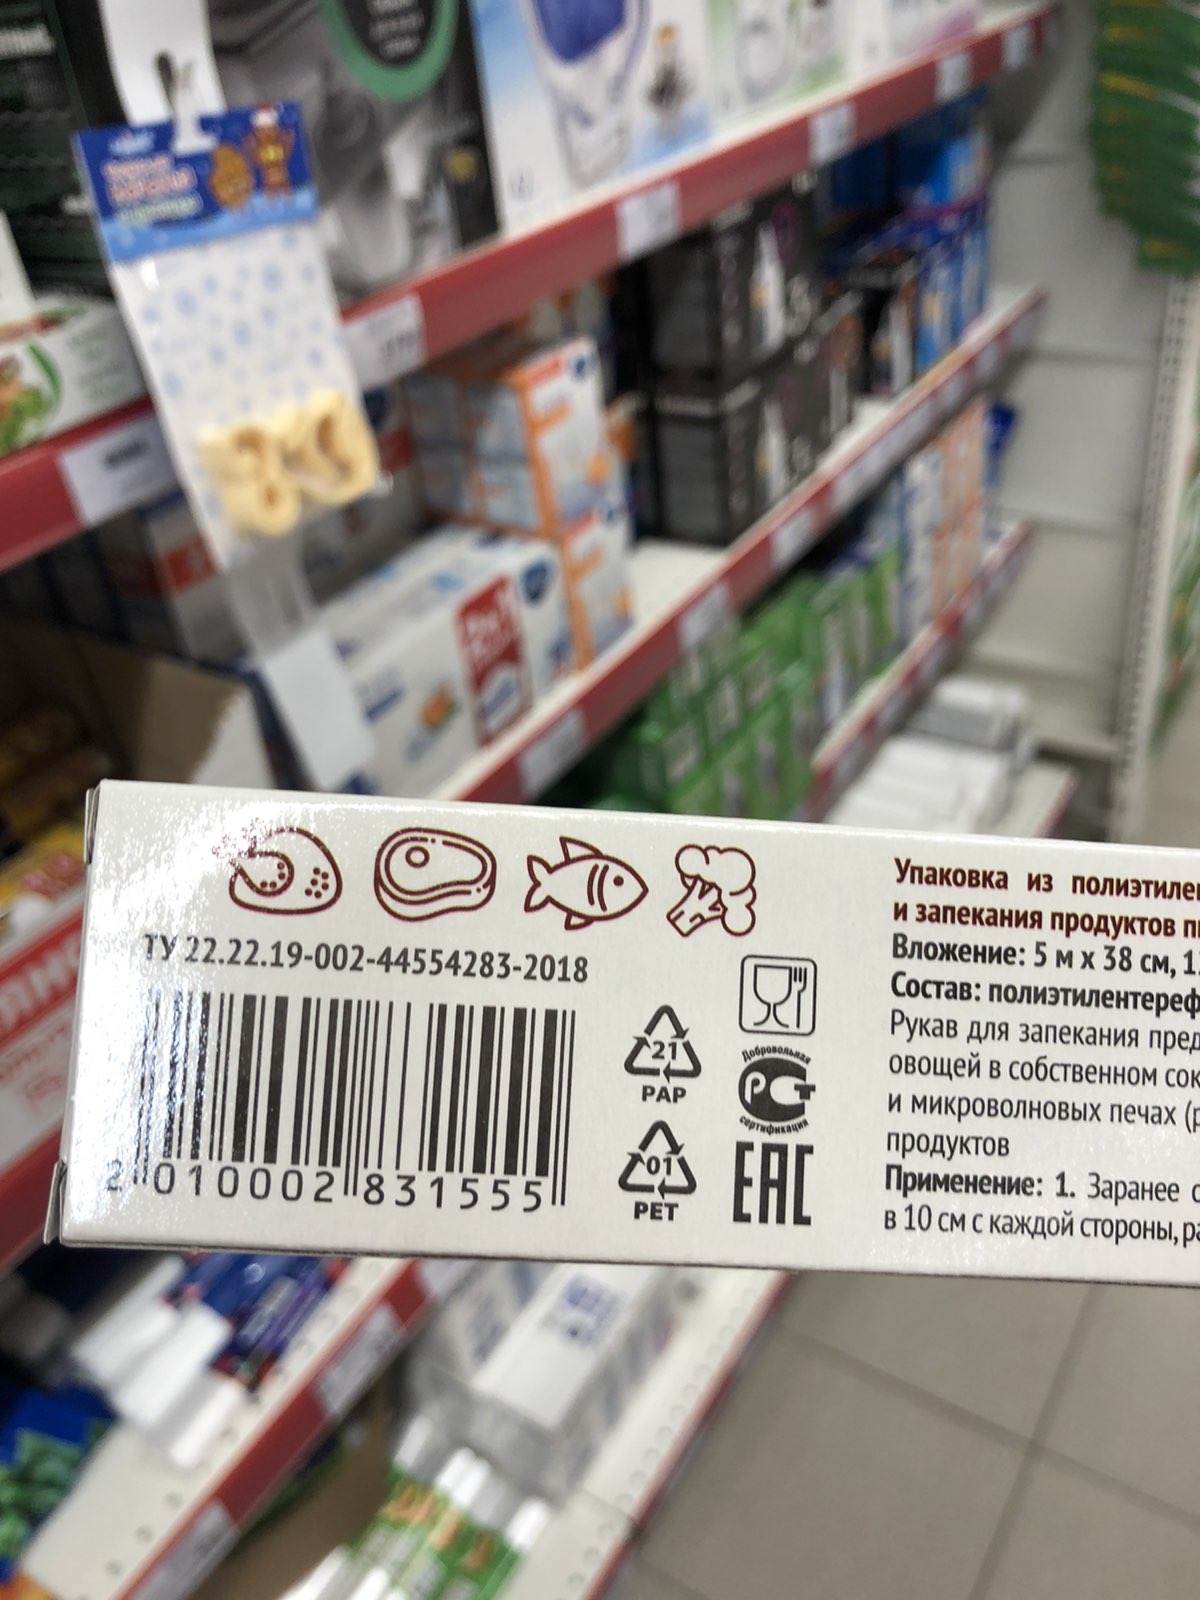 ТУ 22.22.19-002-44554283-2018
2 010002 831555
21
PAP
01
PET
Добровольная
РСТ
сертификация
ЕАС
Упаковка из полиэтилен
и запекания продуктов п
Вложение: 5 м х 38 см, 1
Состав: полиэтилентереф
Рукав для запекания пред
овощей в собственном сок
и микроволновых печах (р
продуктов
Применение: 1. Заранее с
в 10 см с каждой стороны, ра